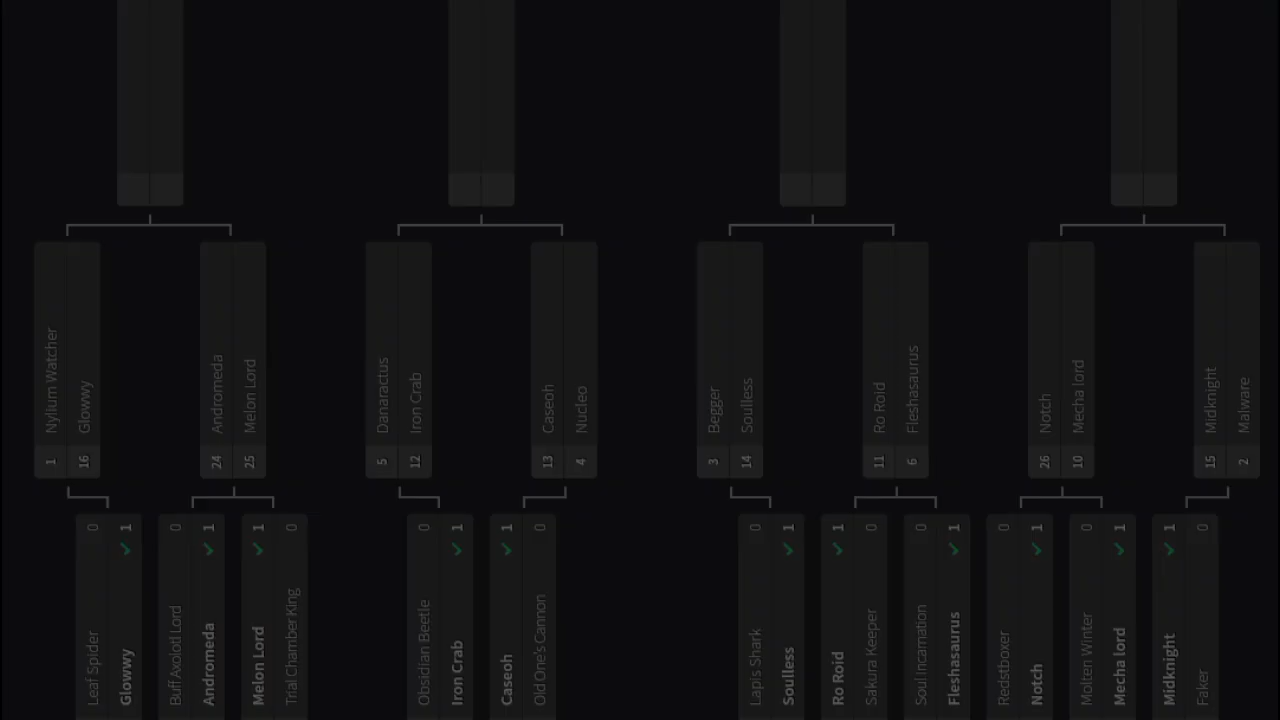 Leaf Spider 0
Glowwy 1
Buff Axolotl Lord 0
Andromeda 1
Melon Lord 1
Trial Chamber King 0
Obsidian Beetle 0
Iron Crab 1
Caseoh 1
Old One's Cannon 0
Lapis Shark 0
Soulless 1
Ro Roid 1
Sakura Keeper 0
Soul Incarnation 0
Fleshasaurus 1
Redstboxer 0
Notch 1
Molten Winter 0
Mecha lord 1
Midknight 1
Faker 0
1 Nylium Watcher
16 Glowwy
24 Andromeda
25 Melon Lord
5 Danaractus
12 Iron Crab
13 Caseoh
4 Nucleo
3 Begger
14 Soulless
11 Ro Roid
6 Fleshasaurus
26 Notch
10 Mecha lord
15 Midknight
2 Malware